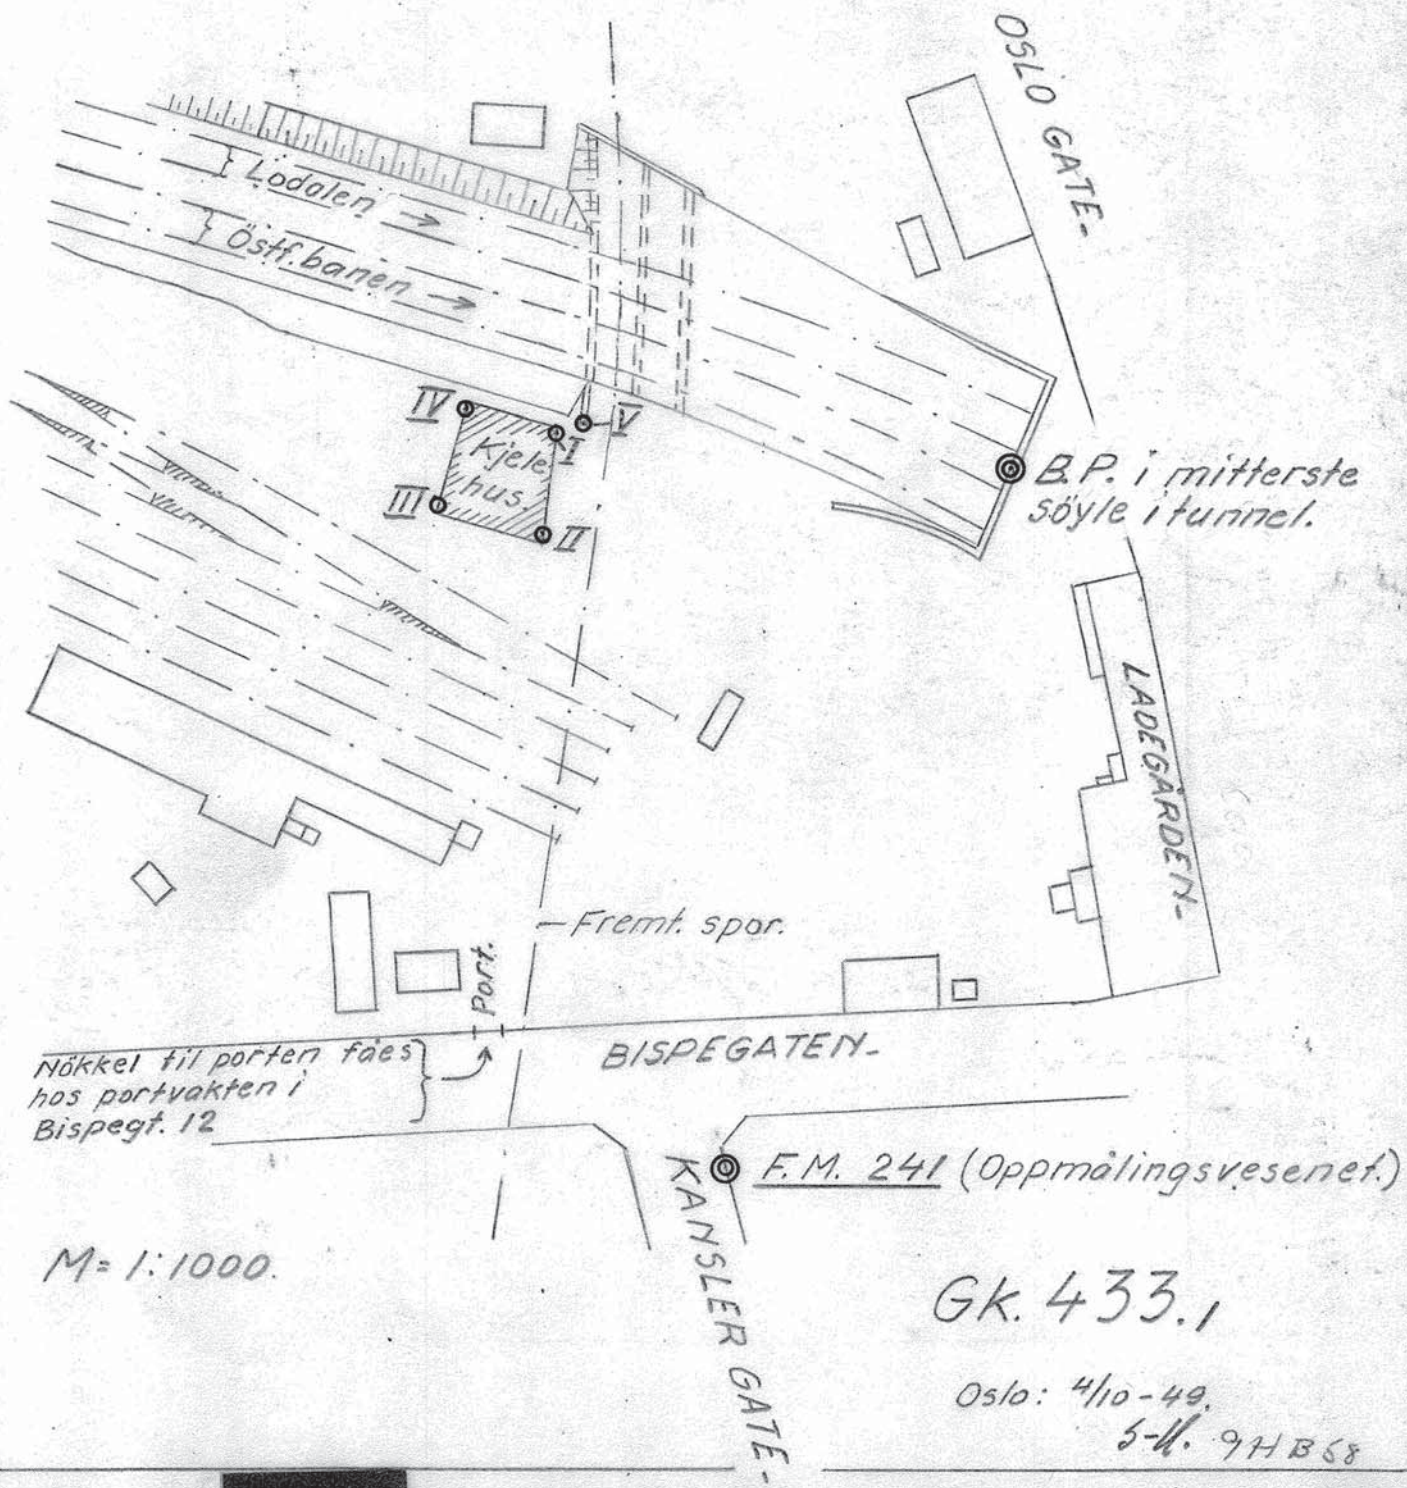 OSLO GATE-
Lodalen →
Östf.banen →
IV
V
I
Kjele
hus.
III
II
B.P. i mitterste
söyle i tunnel.
LADEGÅRDEN-
Fremt. spor.
Port.
BISPEGATEN-
Nökkel til porten fåes
hos portvakten i
Bispegt. 12
F.M. 241 (Oppmålingsvesenet.)
KANSLER GATE-
M= 1:1000.
Gk. 433.1
Oslo: 4/10-49.
9HB58